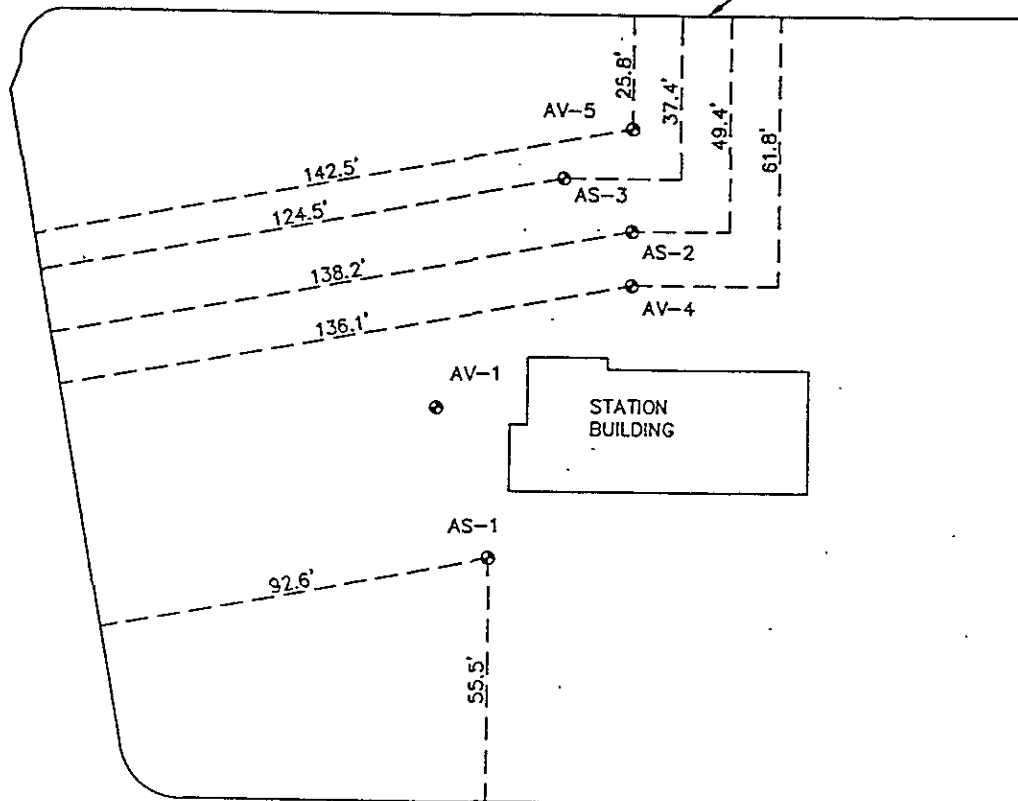 25.8'
37.4'
49.4'
61.8'
AV-5
142.5'
AS-3
124.5'
AS-2
138.2'
AV-4
136.1'
AV-1
STATION
BUILDING
AS-1
92.6'
55.5'